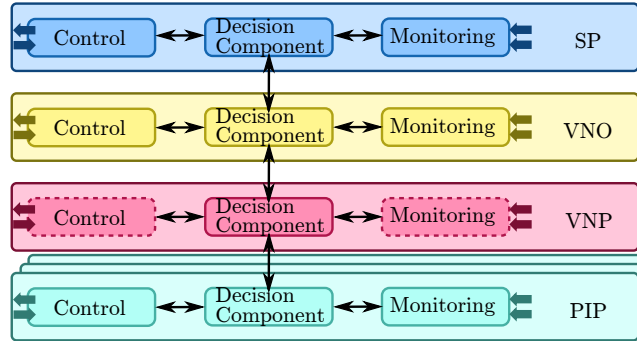 Control
Decision
Component
Monitoring
SP
Control
Decision
Component
Monitoring
VNO
Control
Decision
Component
Monitoring
VNP
Control
Decision
Component
Monitoring
PIP